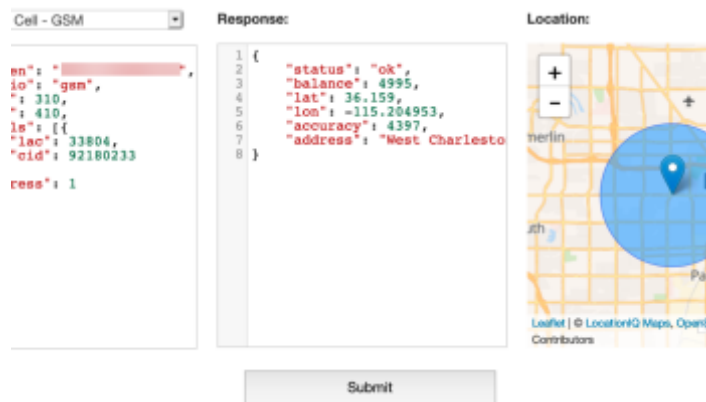 Cell - GSM
Response:
Location:
en": "", 
io": "gsm",
": 310,
": 410,
ls": [{
"lac": 33804,
"cid": 92180233
ress": 1
1 {
2 "status": "ok",
3 "balance": 4995,
4 "lat": 36.159,
5 "lon": -115.204953,
6 "accuracy": 4397,
7 "address": "West Charlesto
8 }
+
−
merlin
uth
Pa
Leaflet | © LocationIQ Maps, Open
Contributors
Submit